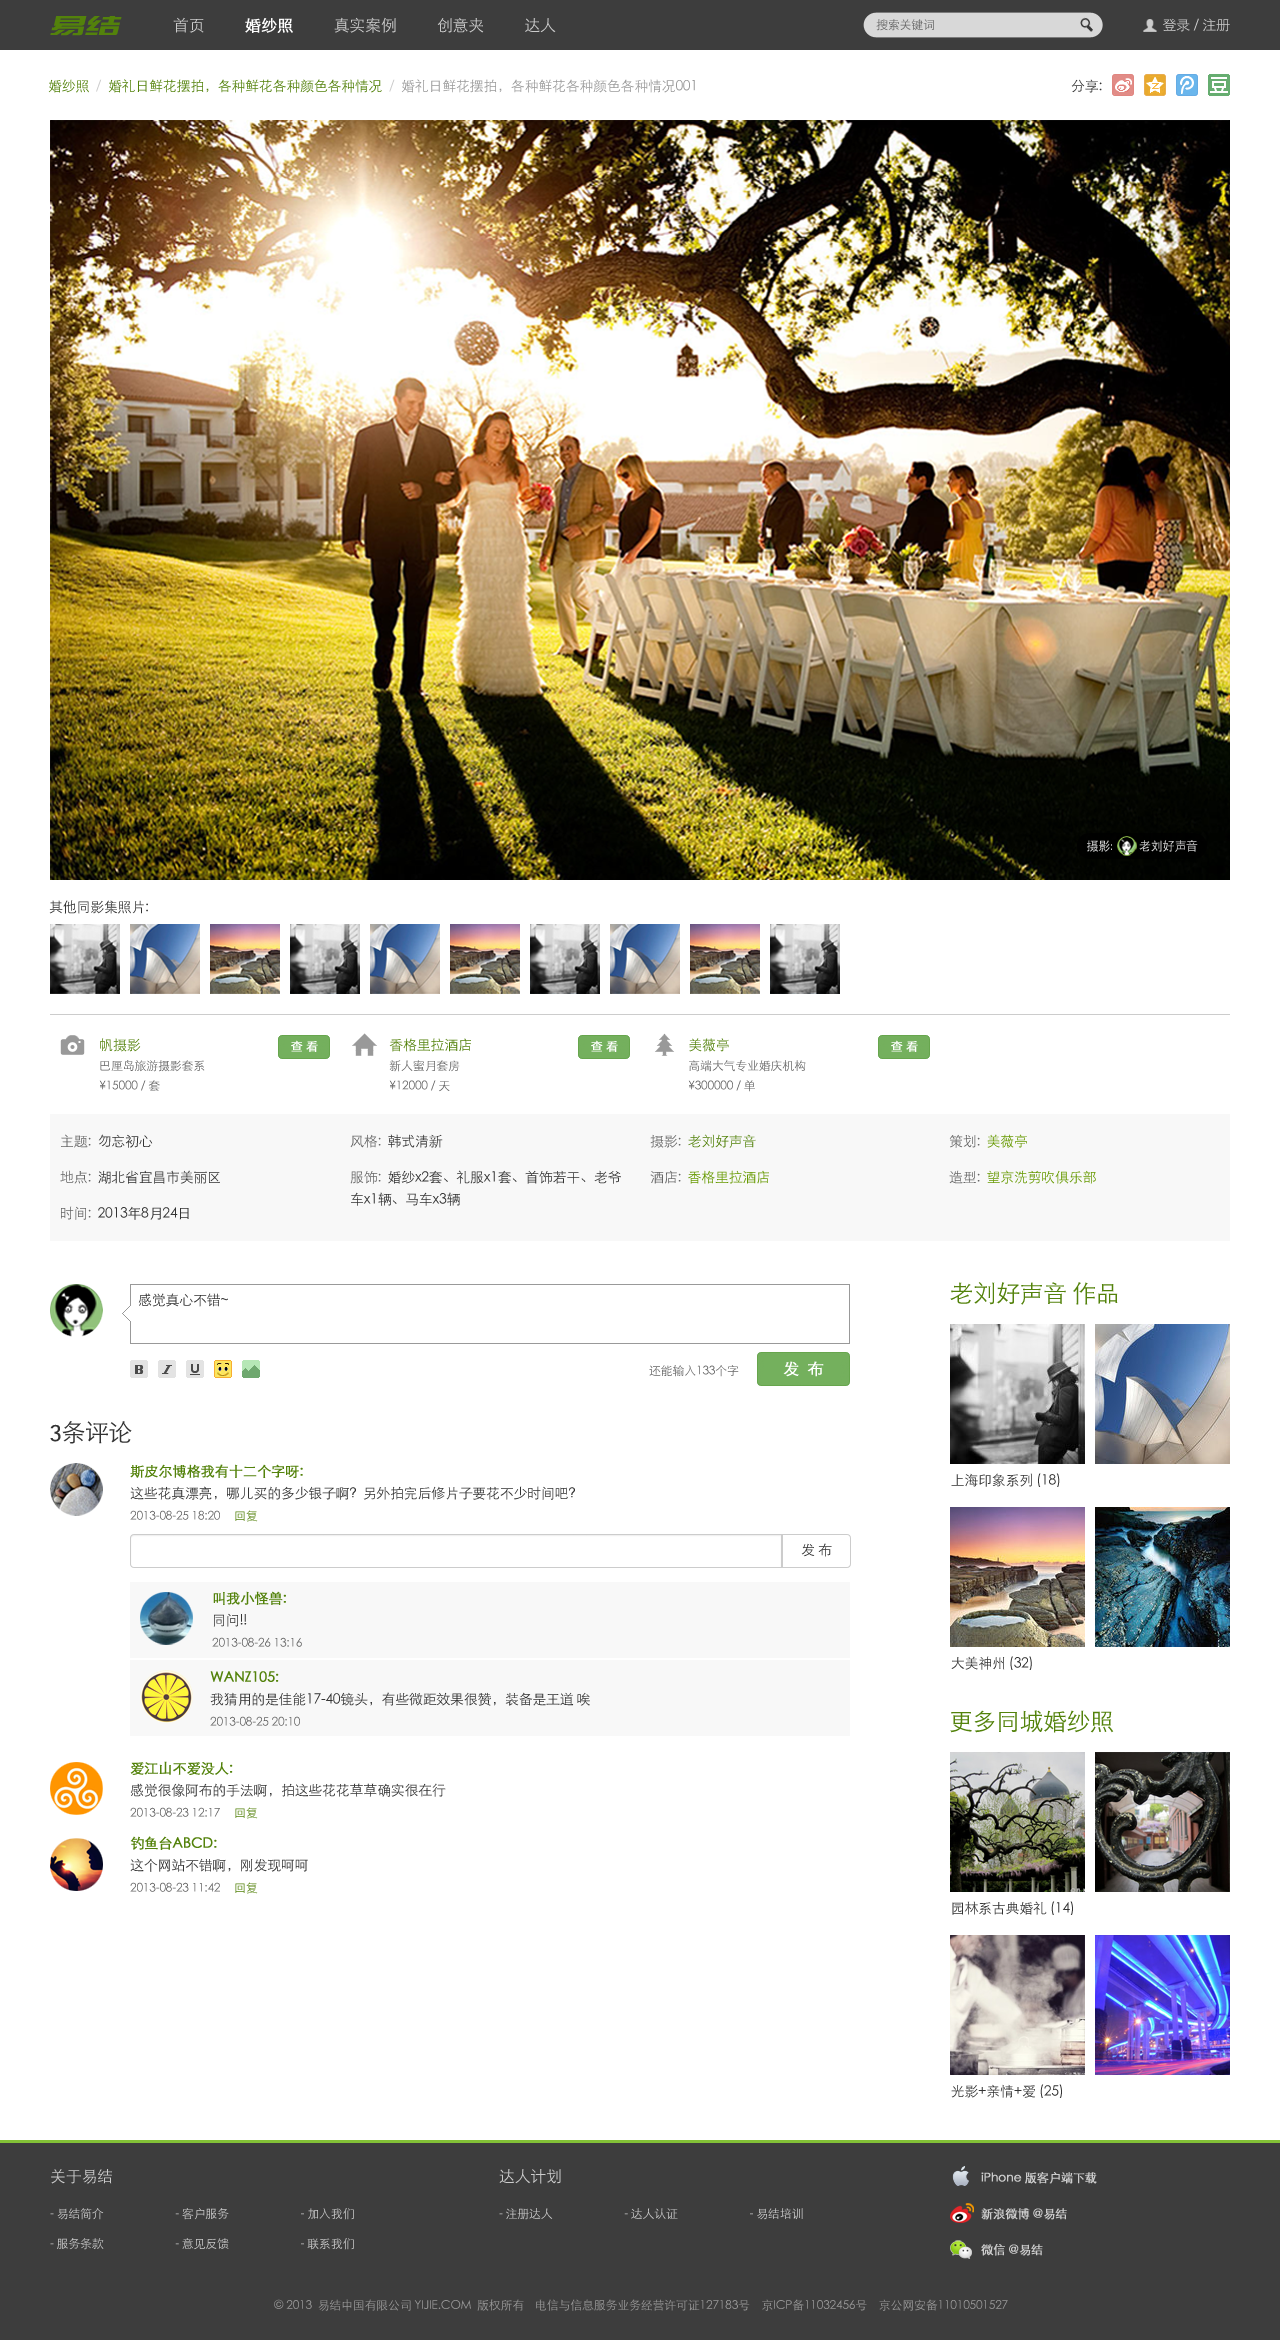 易结
首页 婚纱照 真实案例 创意夹 达人
搜索关键词
登录 / 注册
婚纱照 / 婚礼日鲜花摆拍，各种鲜花各种颜色各种情况 / 婚礼日鲜花摆拍，各种鲜花各种颜色各种情况001
分享:
摄影: 老刘好声音
其他同影集照片:
帆摄影
巴厘岛旅游摄影套系
¥15000 / 套
查 看
香格里拉酒店
新人蜜月套房
¥12000 / 天
查 看
美薇亭
高端大气专业婚庆机构
¥300000 / 单
查 看
主题: 勿忘初心
地点: 湖北省宜昌市美丽区
时间: 2013年8月24日
风格: 韩式清新
服饰: 婚纱x2套、礼服x1套、首饰若干、老爷
车x1辆、马车x3辆
摄影: 老刘好声音
酒店: 香格里拉酒店
策划: 美薇亭
造型: 望京洗剪吹俱乐部
感觉真心不错~
B I U
还能输入133个字
发 布
3条评论
斯皮尔博格我有十二个字呀:
这些花真漂亮，哪儿买的多少银子啊？另外拍完后修片子要花不少时间吧?
2013-08-25 18:20 回复
发 布
叫我小怪兽:
同问!!
2013-08-26 13:16
WANZ105:
我猜用的是佳能17-40镜头，有些微距效果很赞，装备是王道 唉
2013-08-25 20:10
爱江山不爱没人:
感觉很像阿布的手法啊，拍这些花花草草确实很在行
2013-08-23 12:17 回复
钓鱼台ABCD:
这个网站不错啊，刚发现呵呵
2013-08-23 11:42 回复
老刘好声音 作品
上海印象系列 (18)
大美神州 (32)
更多同城婚纱照
园林系古典婚礼 (14)
光影+亲情+爱 (25)
关于易结
- 易结简介 - 客户服务 - 加入我们
- 服务条款 - 意见反馈 - 联系我们
达人计划
- 注册达人 - 达人认证 - 易结培训
iPhone 版客户端下载
新浪微博 @易结
微信 @易结
© 2013 易结中国有限公司 YIJIE.COM 版权所有 电信与信息服务业务经营许可证127183号 京ICP备11032456号 京公网安备11010501527